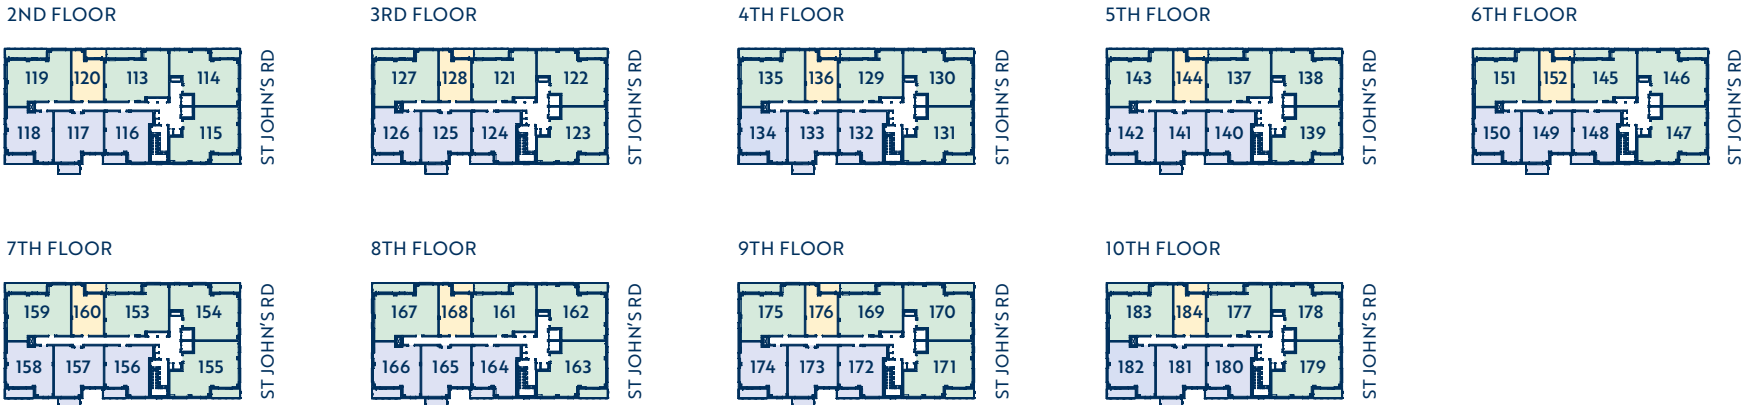 2ND FLOOR
119 120 113 114
118 117 116 115
ST JOHN'S RD
3RD FLOOR
127 128 121 122
126 125 124 123
ST JOHN'S RD
4TH FLOOR
135 136 129 130
134 133 132 131
ST JOHN'S RD
5TH FLOOR
143 144 137 138
142 141 140 139
ST JOHN'S RD
6TH FLOOR
151 152 145 146
150 149 148 147
ST JOHN'S RD
7TH FLOOR
159 160 153 154
158 157 156 155
ST JOHN'S RD
8TH FLOOR
167 168 161 162
166 165 164 163
ST JOHN'S RD
9TH FLOOR
175 176 169 170
174 173 172 171
ST JOHN'S RD
10TH FLOOR
183 184 177 178
182 181 180 179
ST JOHN'S RD